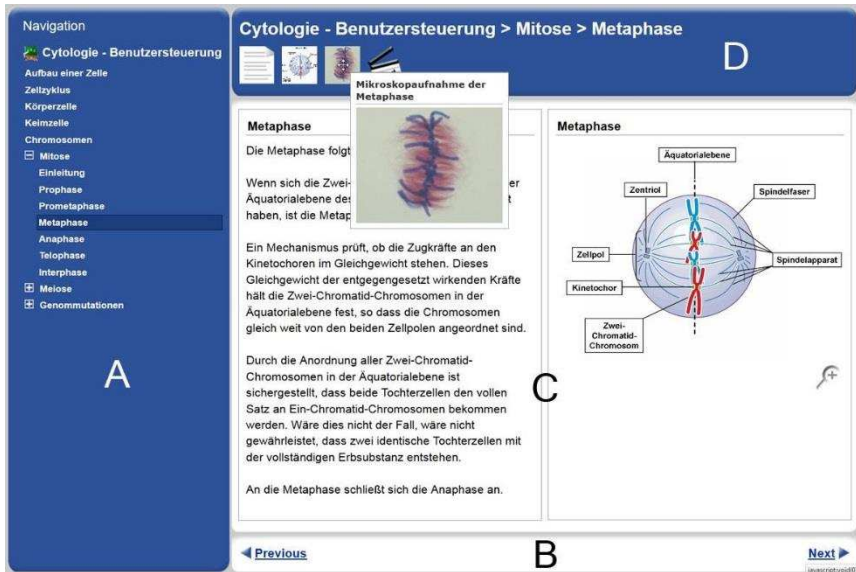 Navigation
Cytologie - Benutzersteuerung
Aufbau einer Zelle
Zellzyklus
Körperzelle
Keimzelle
Chromosomen
Mitose
Einleitung
Prophase
Prometaphase
Metaphase
Anaphase
Telophase
Interphase
Meiose
Genommutationen
A
Cytologie - Benutzersteuerung > Mitose > Metaphase
D
Mikroskopaufnahme der
Metaphase
Metaphase
Die Metaphase folgt
Wenn sich die Zwei-
Äquatorialebene des
haben, ist die Metap
Ein Mechanismus prüft, ob die Zugkräfte an den
Kinetochoren im Gleichgewicht stehen. Dieses
Gleichgewicht der entgegengesetzt wirkenden Kräfte
hält die Zwei-Chromatid-Chromosomen in der
Äquatorialebene fest, so dass die Chromosomen
gleich weit von den beiden Zellpolen angeordnet sind.
Durch die Anordnung aller Zwei-Chromatid-
Chromosomen in der Äquatorialebene ist
sichergestellt, dass beide Tochterzellen den vollen
Satz an Ein-Chromatid-Chromosomen bekommen
werden. Wäre dies nicht der Fall, wäre nicht
gewährleistet, dass zwei identische Tochterzellen mit
der vollständigen Erbsubstanz entstehen.
An die Metaphase schließt sich die Anaphase an.
C
Metaphase
Äquatorialebene
Zentriol
Spindelfaser
Zellpol
Spindelapparat
Kinetochor
Zwei-
Chromatid-
Chromosom
Previous
B
Next